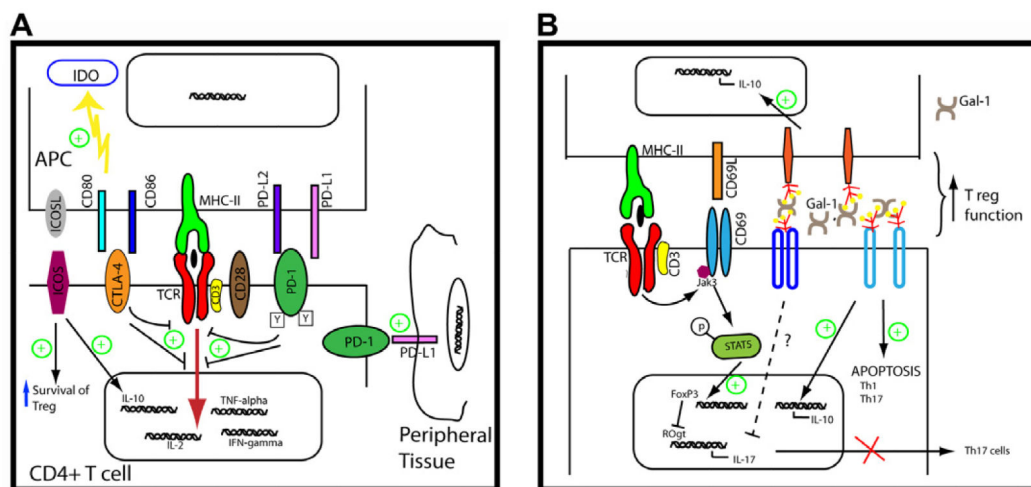 A
IDO
+
APC
ICOSL
CD80
CD86
MHC-II
PD-L2
PD-L1
ICOS
CTLA-4
TCR
CD3
CD28
PD-1
Y
Y
+
+
+
+
PD-1
+
PD-L1
Survival of
Treg
IL-10
TNF-alpha
IL-2
IFN-gamma
CD4+ T cell
Peripheral
Tissue
B
IL-10
+
Gal-1
MHC-II
CD69L
Gal-1
T reg
function
TCR
CD3
CD69
Jak3
P
STAT5
?
+
+
+
APOPTOSIS
Th1
Th17
FoxP3
IL-10
ROgt
IL-17
Th17 cells